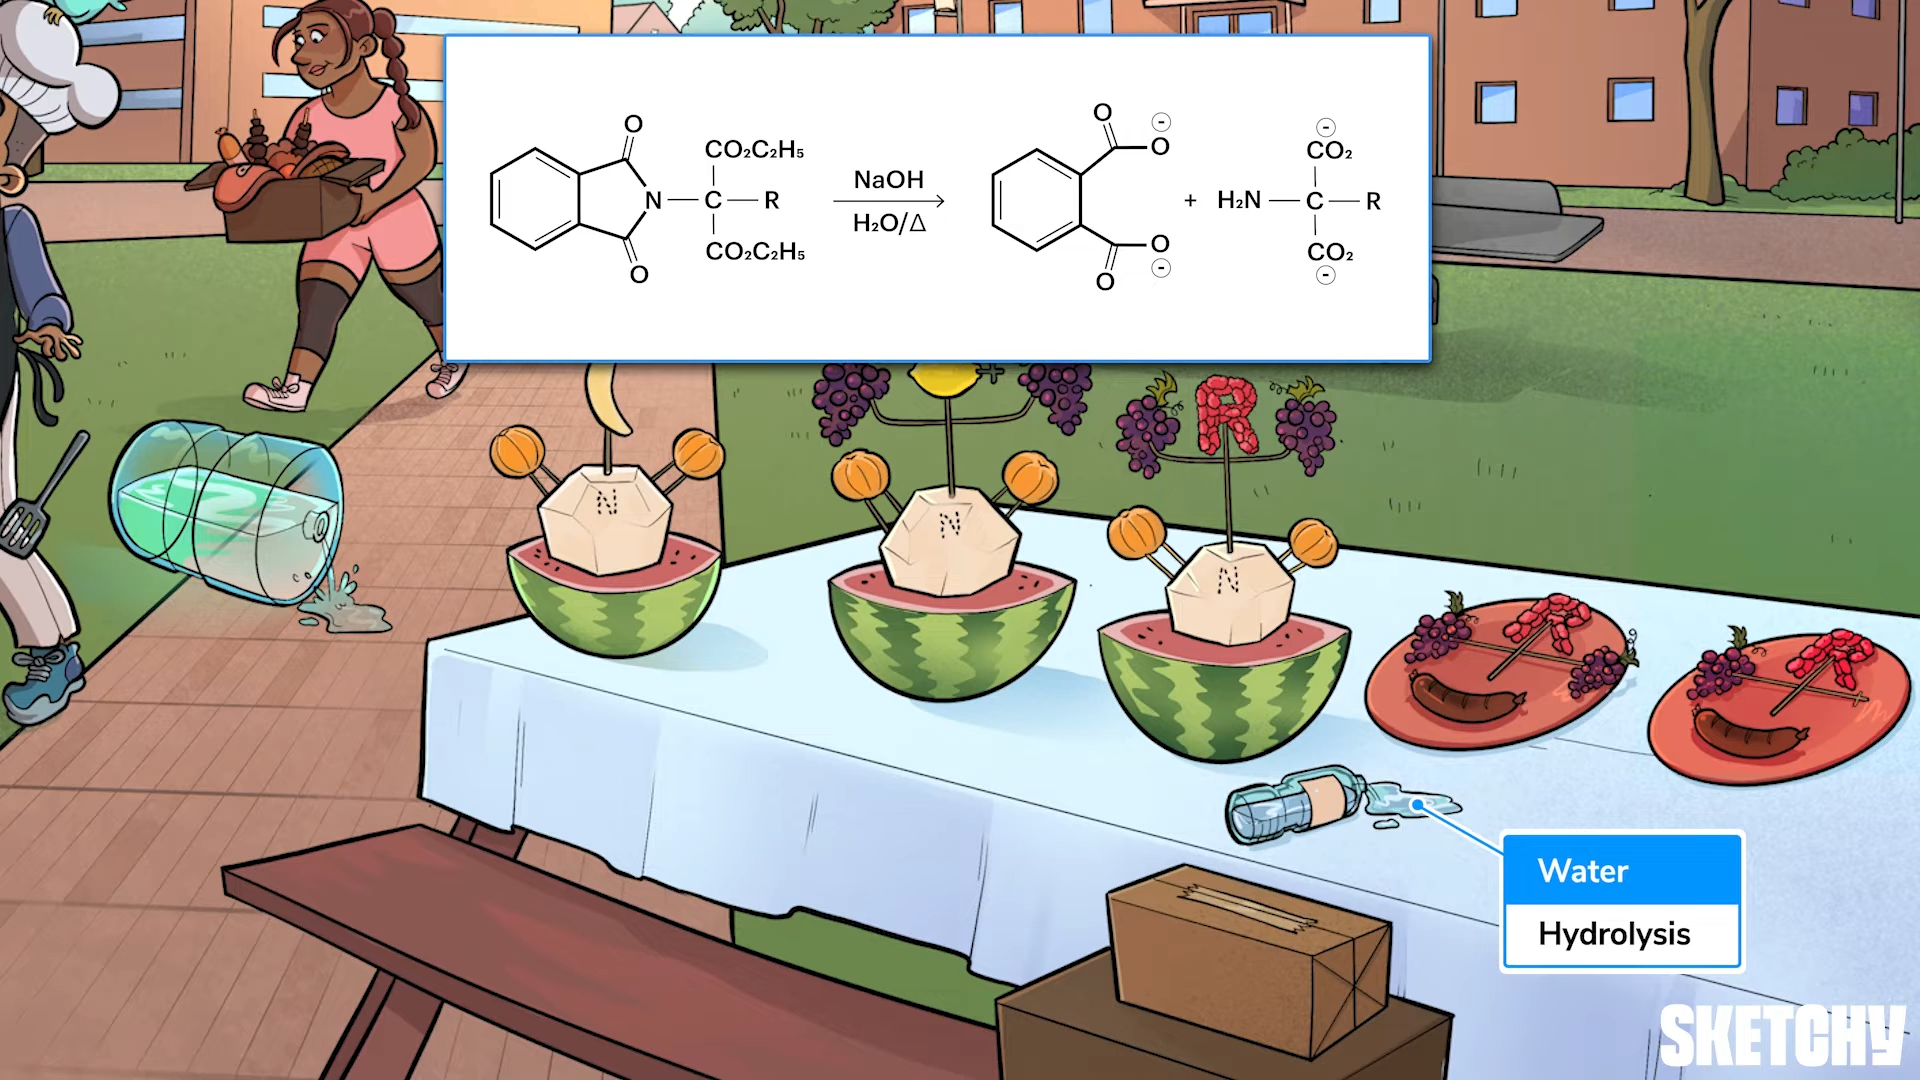 O
O
N
C
R
CO₂C₂H₅
CO₂C₂H₅
NaOH
H₂O/Δ
O
O
-
O
O
-
+
H₂N
C
R
-
CO₂
CO₂
-
N
N
R
N
R
R
Water
Hydrolysis
SKETCHY